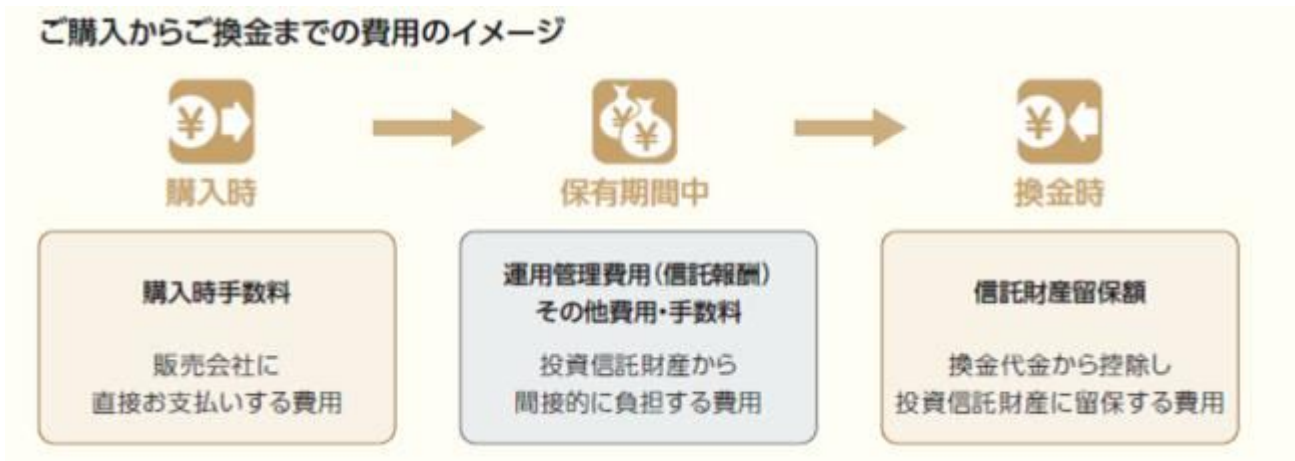 ご購入からご換金までの費用のイメージ
¥
購入時
購入時手数料
販売会社に
直接お支払いする費用
¥ ¥
保有期間中
運用管理費用(信託報酬)
その他費用・手数料
投資信託財産から
間接的に負担する費用
¥
換金時
信託財産留保額
換金代金から控除し
投資信託財産に留保する費用